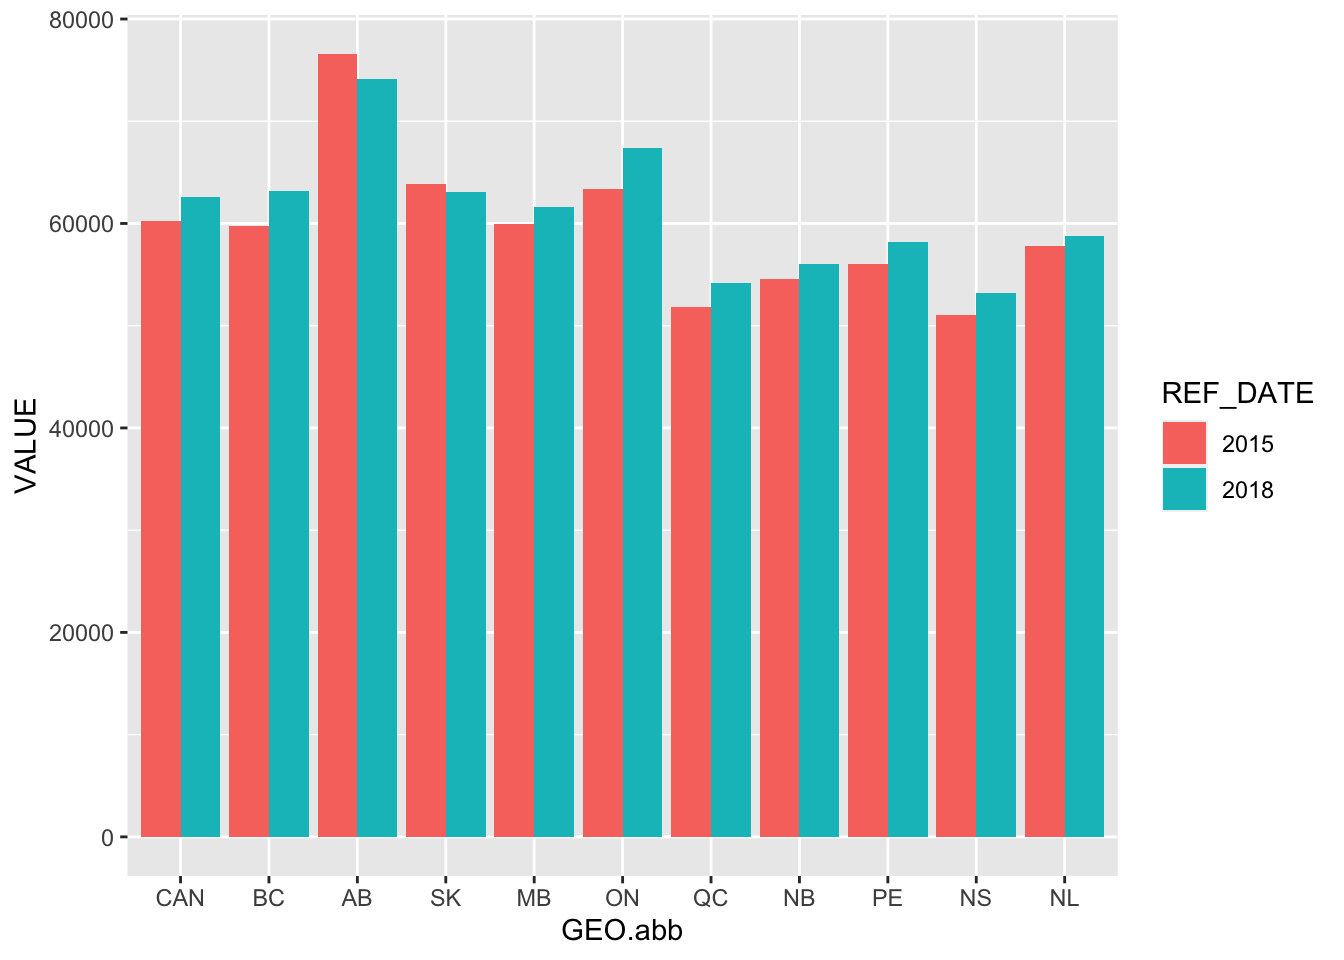 80000
60000
40000
20000
0
VALUE
CAN BC AB SK MB ON QC NB PE NS NL
GEO.abb
REF_DATE
2015
2018